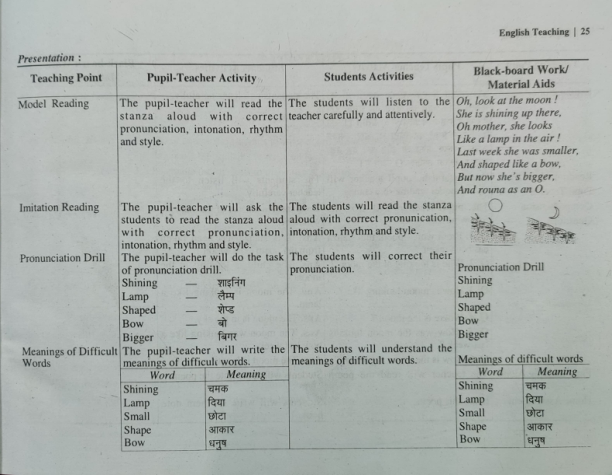 English Teaching | 25
Presentation :
Teaching Point
Pupil-Teacher Activity
Students Activities
Black-board Work/
Material Aids
Model Reading
The pupil-teacher will read the
stanza aloud with correct
pronunciation, intonation, rhythm
and style.
The students will listen to the
teacher carefully and attentively.
Oh, look at the moon !
She is shining up there,
Oh mother, she looks
Like a lamp in the air !
Last week she was smaller,
And shaped like a bow,
But now she's bigger,
And round as an O.
Imitation Reading
The pupil-teacher will ask the
students to read the stanza aloud
with correct pronunciation,
intonation, rhythm and style.
The students will read the stanza
aloud with correct pronunication,
intonation, rhythm and style.
Pronunciation Drill
The pupil-teacher will do the task
of pronunciation drill.
Shining — शाइनिंग
Lamp — लैम्प
Shaped — शेप्ड
Bow — बो
Bigger — बिगर
The students will correct their
pronunciation.
Pronunciation Drill
Shining
Lamp
Shaped
Bow
Bigger
Meanings of Difficult
Words
The pupil-teacher will write the
meanings of difficult words.
Word Meaning
Shining चमक
Lamp दिया
Small छोटा
Shape आकार
Bow धनुष
The students will understand the
meanings of difficult words.
Meanings of difficult words
Word Meaning
Shining चमक
Lamp दिया
Small छोटा
Shape आकार
Bow धनुष